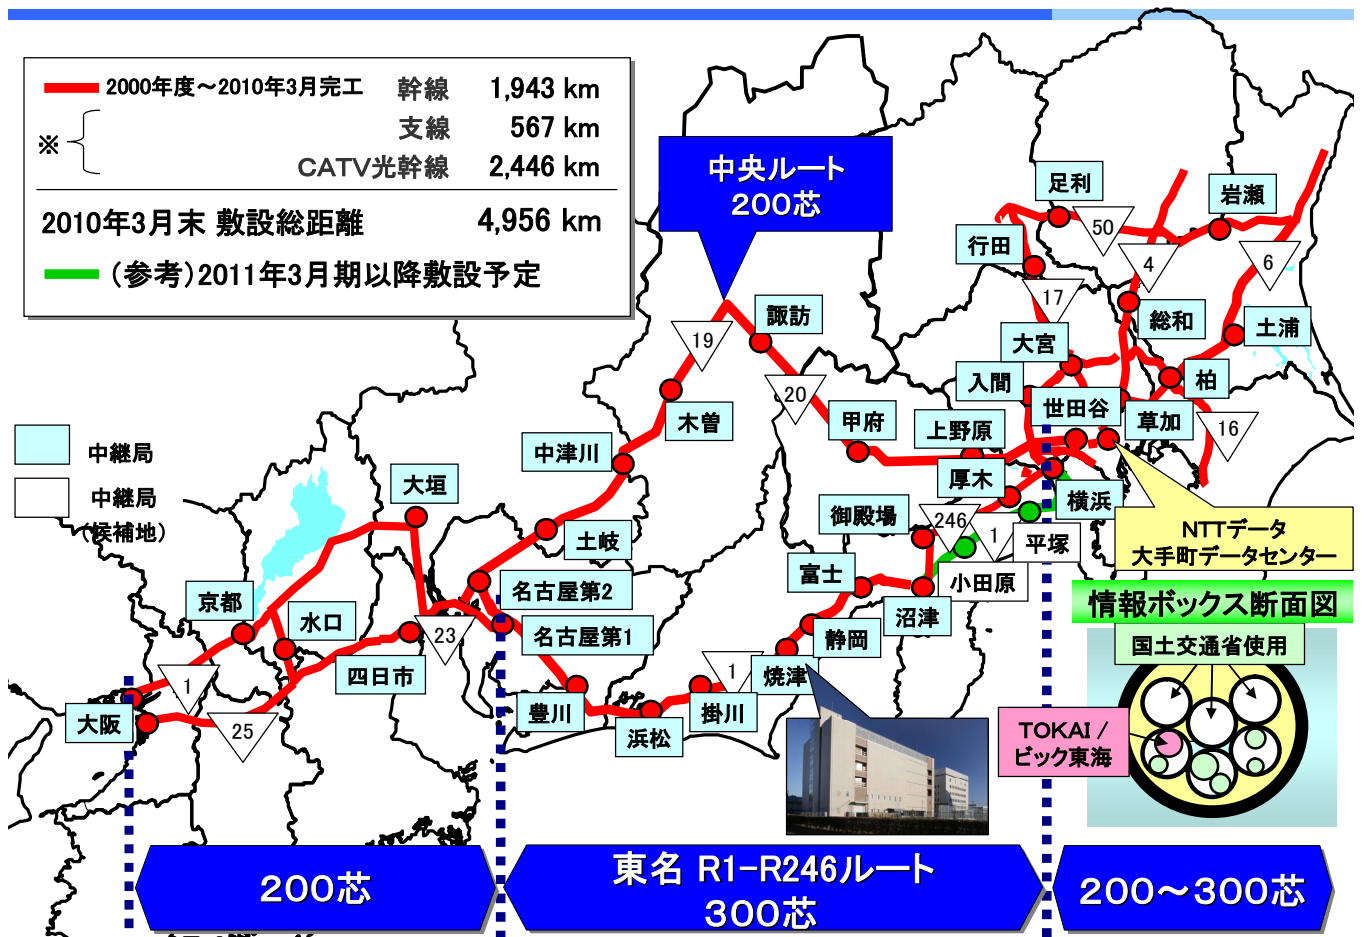 2000年度～2010年3月完工 幹線 1,943 km
※ 支線 567 km
CATV光幹線 2,446 km
2010年3月末 敷設総距離 4,956 km
(参考)2011年3月期以降敷設予定
中央ルート
200芯
足利
岩瀬
50
行田
4
6
17
総和
土浦
諏訪
19
大宮
入間
柏
20
木曽
世田谷
草加
16
甲府
上野原
中継局
中津川
厚木
大垣
横浜
中継局
(候補地)
御殿場
246
1
平塚
NTTデータ
大手町データセンター
土岐
富士
小田原
名古屋第2
沼津
情報ボックス断面図
京都
水口
23
名古屋第1
静岡
国土交通省使用
四日市
1
1
焼津
豊川
掛川
大阪
25
浜松
TOKAI /
ビック東海
200芯
東名 R1-R246ルート
300芯
200～300芯